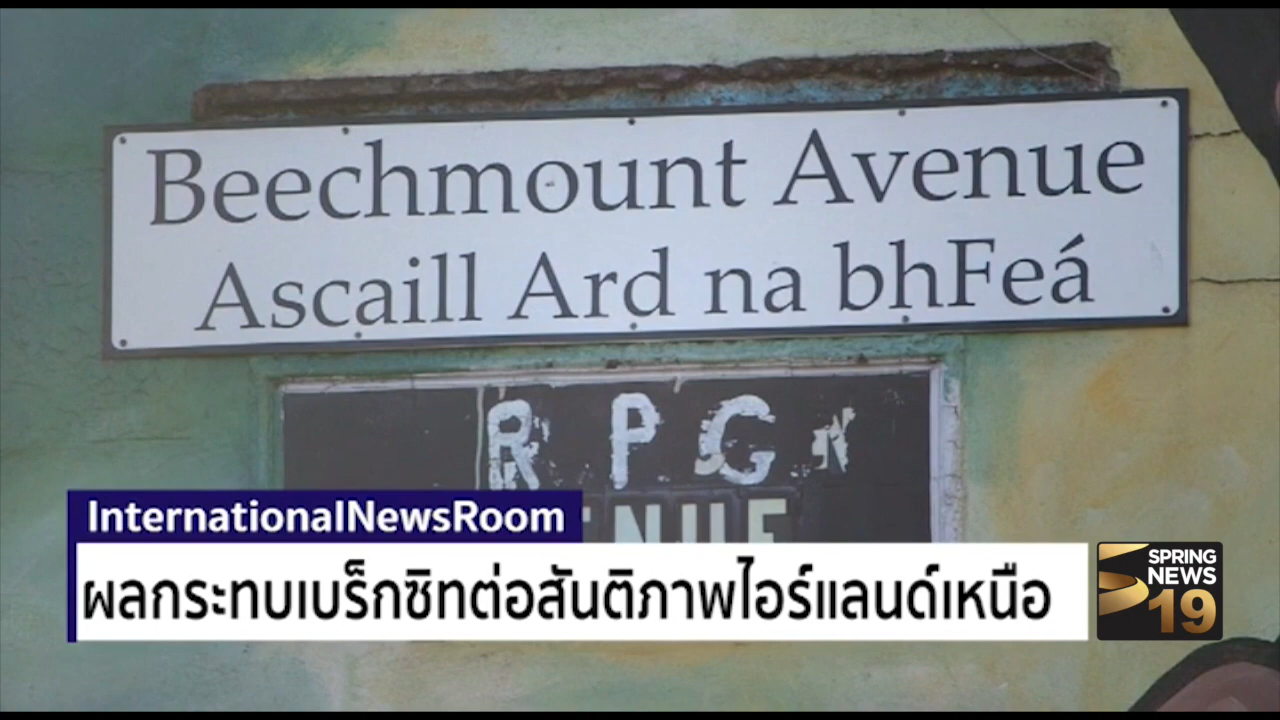 Beechmount Avenue
Ascaill Ard na bhFeá
R P G
InternationalNewsRoom
ผลกระทบเบร็กซิทต่อสันติภาพไอร์แลนด์เหนือ
SPRING
NEWS
19